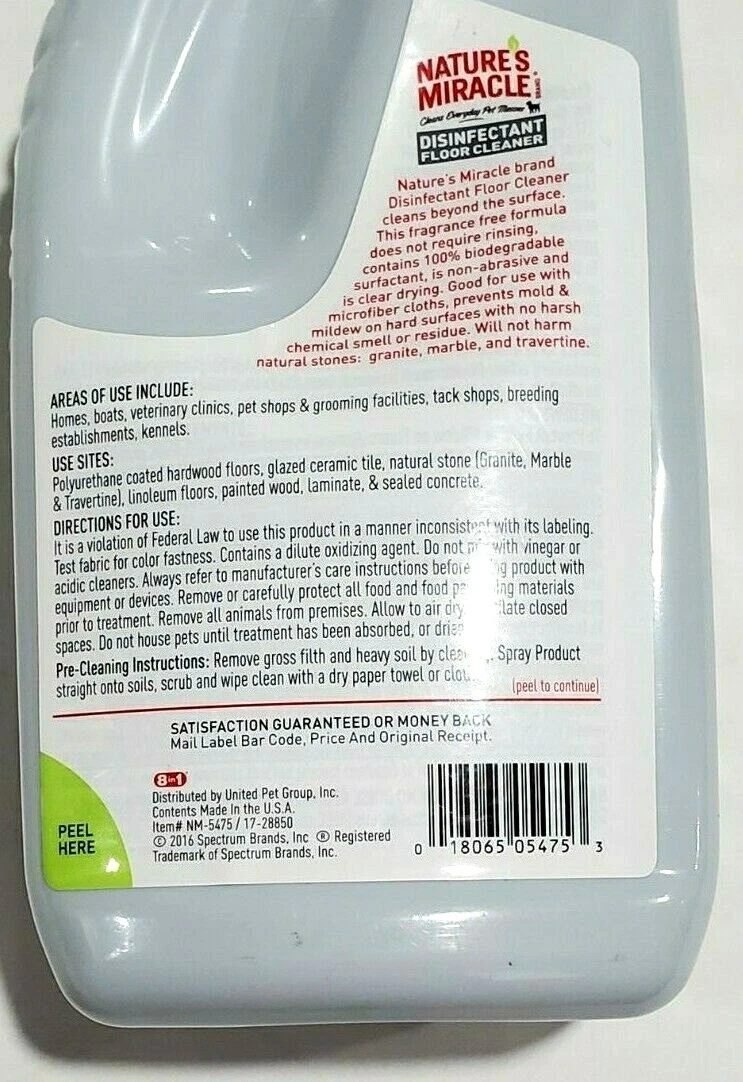 NATURE'S
MIRACLE®
BRAND
Cleans Everyday Pet Messes
DISINFECTANT
FLOOR CLEANER
Nature's Miracle brand
Disinfectant Floor Cleaner
cleans beyond the surface.
This fragrance free formula
does not require rinsing,
contains 100% biodegradable
surfactant, is non-abrasive and
is clear drying. Good for use with
microfiber cloths, prevents mold &
mildew on hard surfaces with no harsh
chemical smell or residue. Will not harm
natural stones: granite, marble, and travertine.
AREAS OF USE INCLUDE:
Homes, boats, veterinary clinics, pet shops & grooming facilities, tack shops, breeding
establishments, kennels.
USE SITES:
Polyurethane coated hardwood floors, glazed ceramic tile, natural stone (Granite, Marble
& Travertine), linoleum floors, painted wood, laminate, & sealed concrete.
DIRECTIONS FOR USE:
It is a violation of Federal Law to use this product in a manner inconsistent with its labeling.
Test fabric for color fastness. Contains a dilute oxidizing agent. Do not with vinegar or
acidic cleaners. Always refer to manufacturer's care instructions before product with
equipment or devices. Remove or carefully protect all food and food materials
prior to treatment. Remove all animals from premises. Allow to air closed
spaces. Do not house pets until treatment has been absorbed, or
Pre-Cleaning Instructions: Remove gross filth and heavy soil by Spray Product
straight onto soils, scrub and wipe clean with a dry paper towel or
(peel to continue)
SATISFACTION GUARANTEED OR MONEY BACK
Mail Label Bar Code, Price And Original Receipt.
PEEL
HERE
8in1
Distributed by United Pet Group, Inc.
Contents Made In the U.S.A.
Item# NM-5475 / 17-28850
© 2016 Spectrum Brands, Inc ® Registered
Trademark of Spectrum Brands, Inc.
0 18065 05475 3